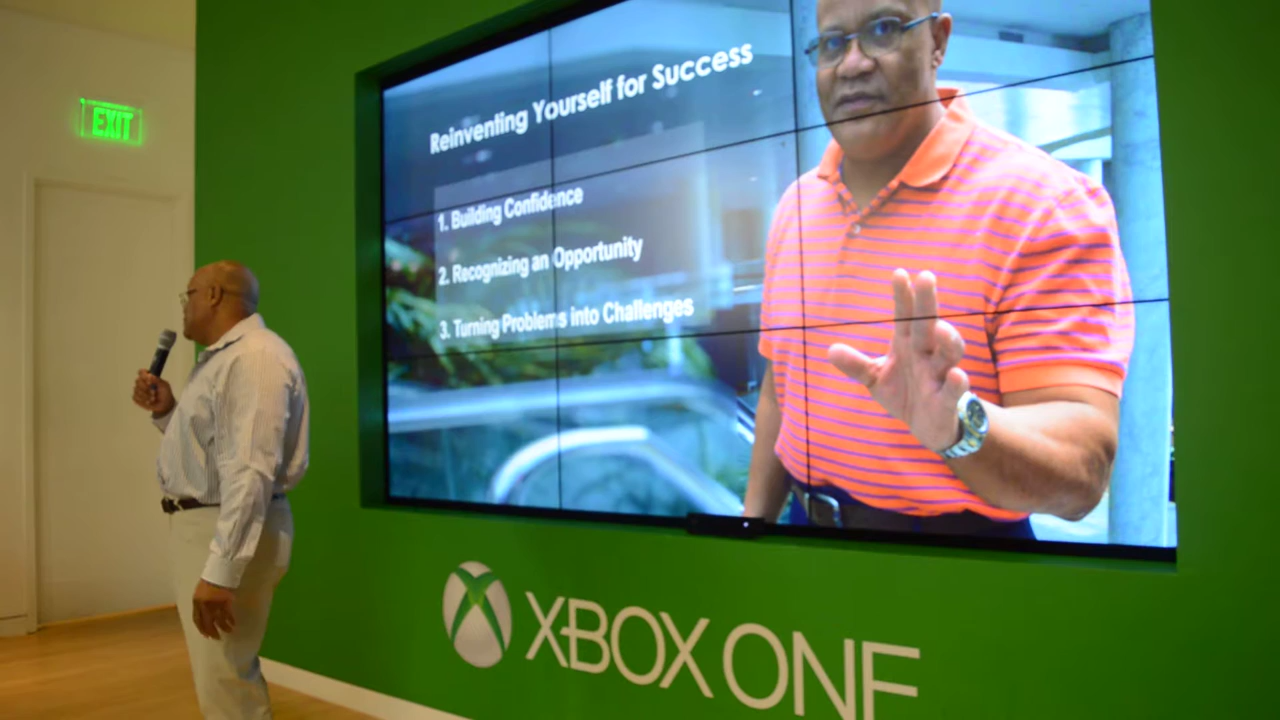 EXIT
Reinventing Yourself for Success
1. Building Confidence
2. Recognizing an Opportunity
3. Turning Problems into Challenges
XBOX ONE